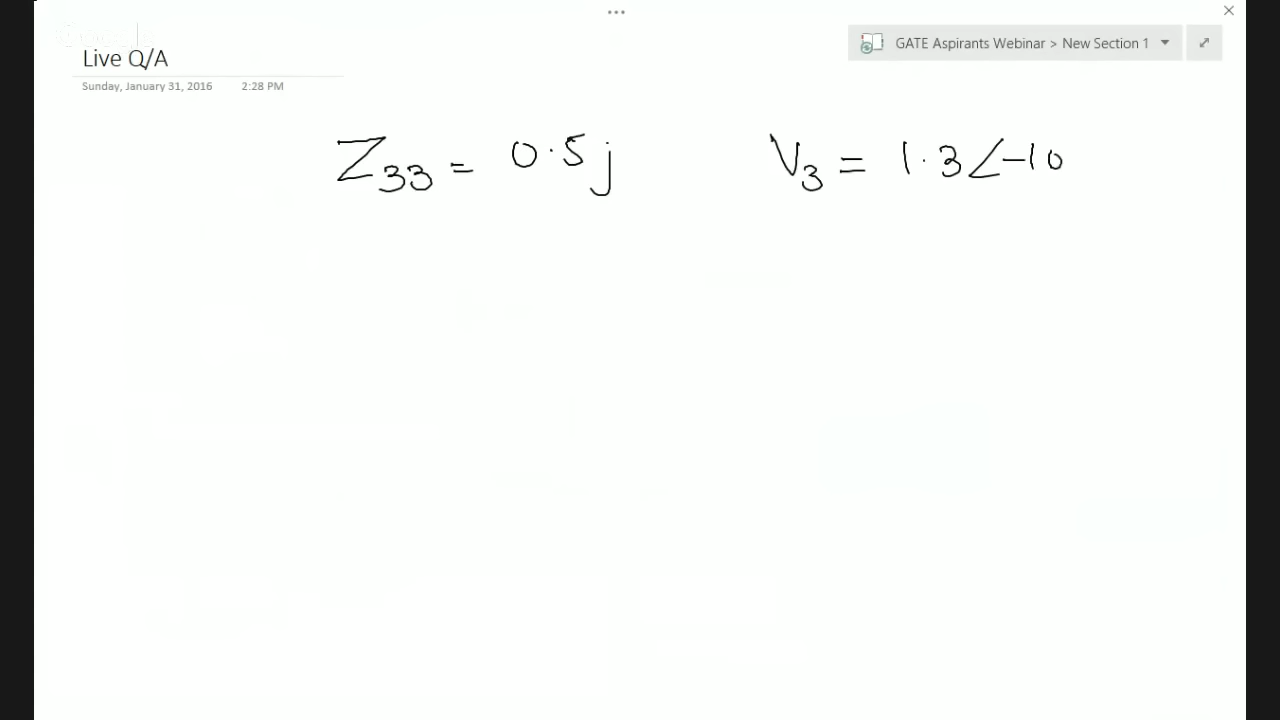 Live Q/A
GATE Aspirants Webinar > New Section 1
Sunday, January 31, 2016 2:28 PM
Z33 = 0.5j V3 = 1.3∠-10